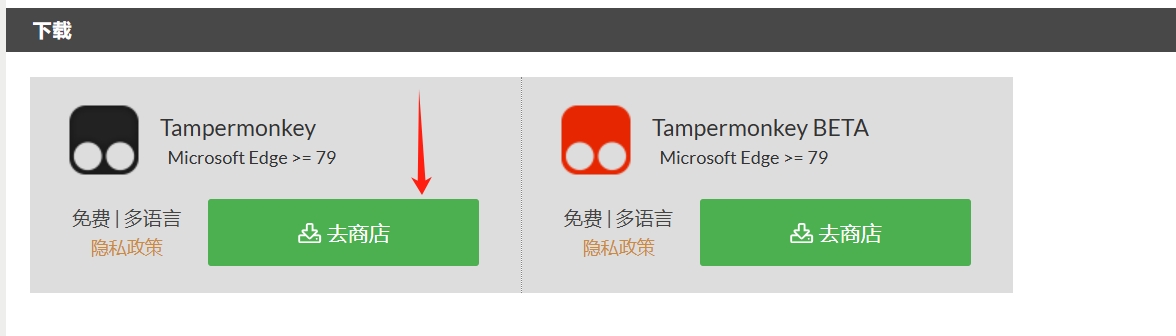 下载
Tampermonkey
Microsoft Edge >= 79
免费 | 多语言
隐私政策
去商店
Tampermonkey BETA
Microsoft Edge >= 79
免费 | 多语言
隐私政策
去商店